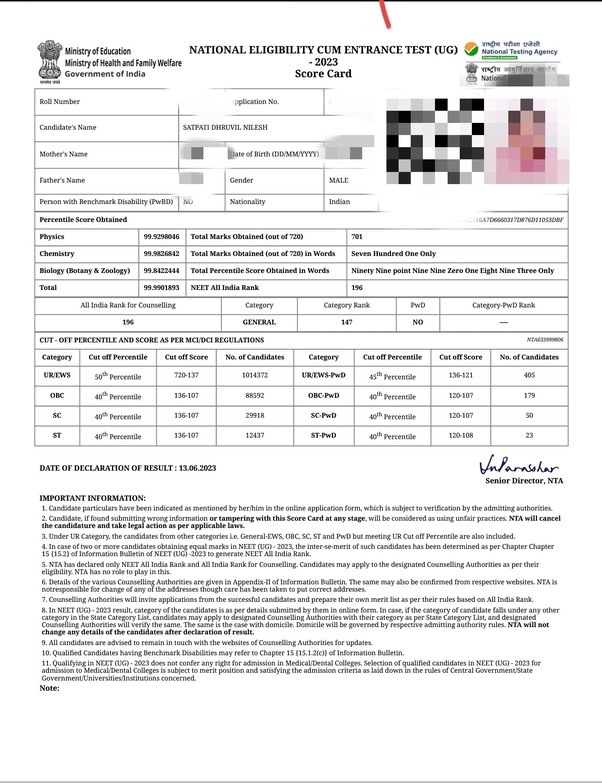 Ministry of Education
Ministry of Health and Family Welfare
Government of India
NATIONAL ELIGIBILITY CUM ENTRANCE TEST (UG)
- 2023
Score Card
राष्ट्रीय परीक्षा एजेंसी
National Testing Agency
Excellence in Assessment
राष्ट्रीय आयुर्विज्ञान आयोग
National
Roll Number pplication No.
Candidate's Name SATPATI DHRUVIL NILESH
Mother's Name Date of Birth (DD/MM/YYYY)
Father's Name Gender MALE
Person with Benchmark Disability (PwBD) NO Nationality Indian
Percentile Score Obtained
Physics 99.9298046 Total Marks Obtained (out of 720) 701
Chemistry 99.9826842 Total Marks Obtained (out of 720) in Words Seven Hundred One Only
Biology (Botany & Zoology) 99.8422444 Total Percentile Score Obtained in Words Ninety Nine point Nine Nine Zero One Eight Nine Three Only
Total 99.9901893 NEET All India Rank 196
All India Rank for Counselling Category Category Rank PwD Category-PwD Rank
196 GENERAL 147 NO ----
CUT - OFF PERCENTILE AND SCORE AS PER MCI/DCI REGULATIONS NTA633999806
Category Cut off Percentile Cut off Score No. of Candidates Category Cut off Percentile Cut off Score No. of Candidates
UR/EWS 50th Percentile 720-137 1014372 UR/EWS-PwD 45th Percentile 136-121 405
OBC 40th Percentile 136-107 88592 OBC-PwD 40th Percentile 120-107 179
SC 40th Percentile 136-107 29918 SC-PwD 40th Percentile 120-107 50
ST 40th Percentile 136-107 12437 ST-PwD 40th Percentile 120-108 23
DATE OF DECLARATION OF RESULT : 13.06.2023
Senior Director, NTA
IMPORTANT INFORMATION:
1. Candidate particulars have been indicated as mentioned by her/him in the online application form, which is subject to verification by the admitting authorities.
2. Candidate, if found submitting wrong information or tampering with this Score Card at any stage, will be considered as using unfair practices. NTA will cancel
the candidature and take legal action as per applicable laws.
3. Under UR Category, the candidates from other categories i.e. General-EWS, OBC, SC, ST and PwD but meeting UR Cut off Percentile are also included.
4. In case of two or more candidates obtaining equal marks in NEET (UG) - 2023, the inter-se-merit of such candidates has been determined as per Chapter Chapter
15 (15.2) of Information Bulletin of NEET (UG) -2023 to generate NEET All India Rank.
5. NTA has declared only NEET All India Rank and All India Rank for Counselling. Candidates may apply to the designated Counselling Authorities as per their
eligibility. NTA has no role to play in this.
6. Details of the various Counselling Authorities are given in Appendix-II of Information Bulletin. The same may also be confirmed from respective websites. NTA is
notresponsible for change of any of the addresses though care has been taken to put correct addresses.
7. Counselling Authorities will invite applications from the successful candidates and prepare their own merit list as per their rules based on All India Rank.
8. In NEET (UG) - 2023 result, category of the candidates is as per details submitted by them in online form. In case, if the category of candidate falls under any other
category in the State Category List, candidates may apply to designated Counselling Authorities with their category as per State Category List, and designated
Counselling Authorities will verify the same. The same is the case with domicile. Domicile will be governed by respective admitting authority rules. NTA will not
change any details of the candidates after declaration of result.
9. All candidates are advised to remain in touch with the websites of Counselling Authorities for updates.
10. Qualified Candidates having Benchmark Disabilities may refer to Chapter 15 {15.1.2(c)} of Information Bulletin.
11. Qualifying in NEET (UG) - 2023 does not confer any right for admission in Medical/Dental Colleges. Selection of qualified candidates in NEET (UG) - 2023 for
admission to Medical/Dental Colleges is subject to merit position and satisfying the admission criteria as laid down in the rules of Central Government/State
Government/Universities/Institutions concerned.
Note: